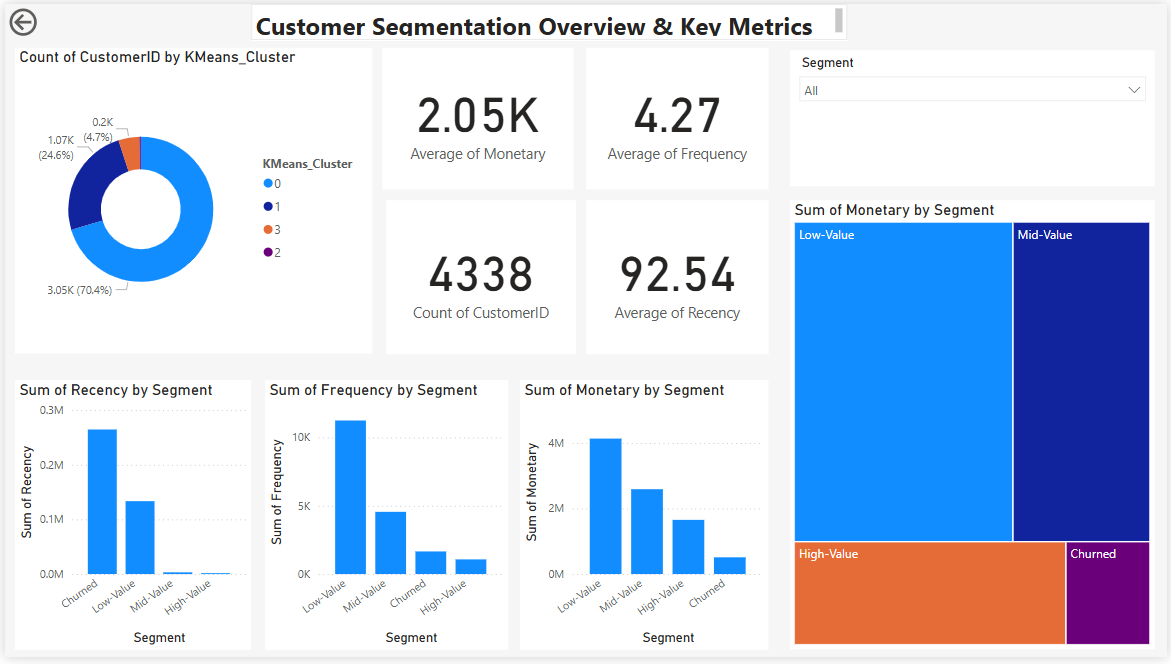 Customer Segmentation Overview & Key Metrics
Count of CustomerID by KMeans_Cluster
0.2K
(4.7%)
1.07K
(24.6%)
3.05K (70.4%)
KMeans_Cluster
0
1
3
2
2.05K
Average of Monetary
4.27
Average of Frequency
4338
Count of CustomerID
92.54
Average of Recency
Segment
All
Sum of Monetary by Segment
Low-Value
Mid-Value
High-Value
Churned
Sum of Recency by Segment
Sum of Recency
0.3M
0.2M
0.1M
0.0M
Churned
Low-Value
Mid-Value
High-Value
Segment
Sum of Frequency by Segment
Sum of Frequency
10K
5K
0K
Low-Value
Mid-Value
Churned
High-Value
Segment
Sum of Monetary by Segment
Sum of Monetary
4M
2M
0M
Low-Value
Mid-Value
High-Value
Churned
Segment